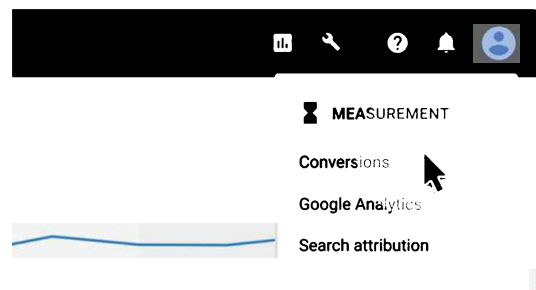 MEASUREMENT
Conversions
Google Analytics
Search attribution